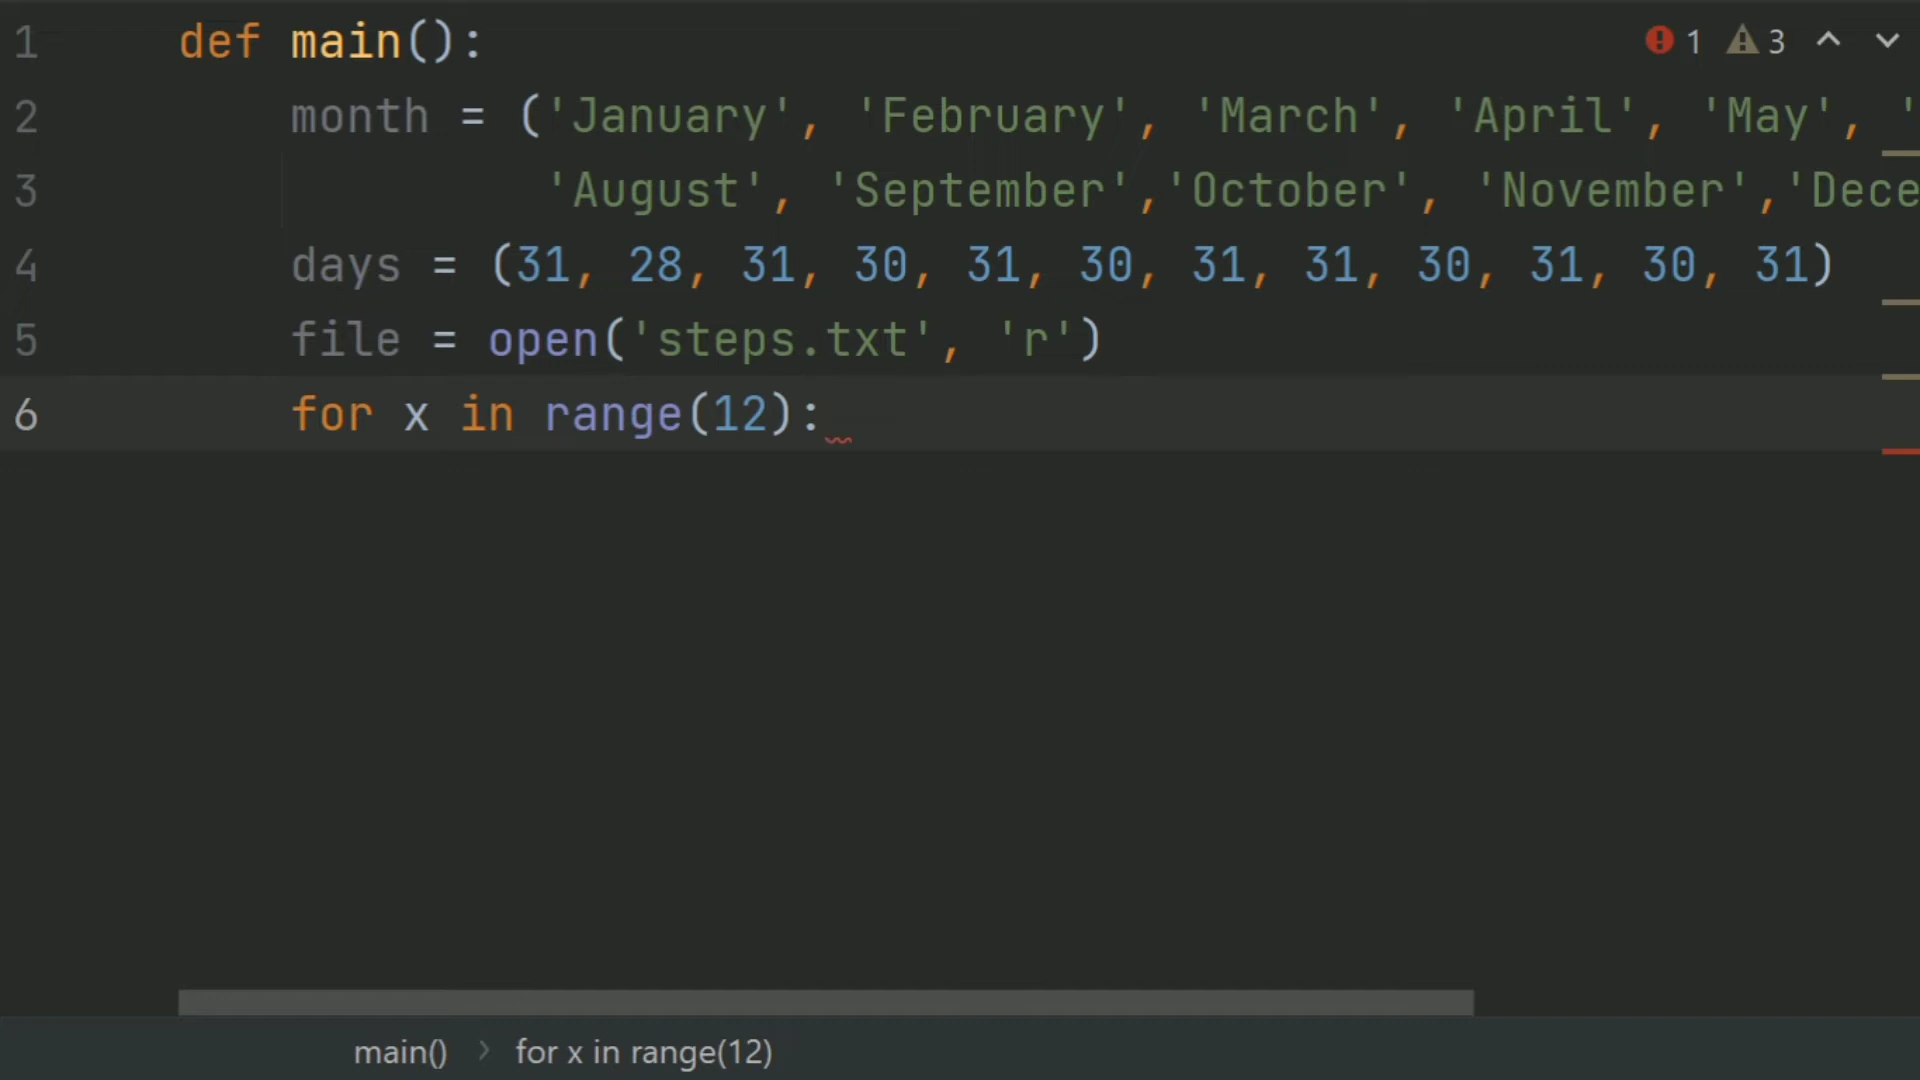 1 def main():
2 month = ('January', 'February', 'March', 'April', 'May', '
3 'August', 'September','October', 'November','Dece
4 days = (31, 28, 31, 30, 31, 30, 31, 31, 30, 31, 30, 31)
5 file = open('steps.txt', 'r')
6 for x in range(12):
1 3
main() > for x in range(12)